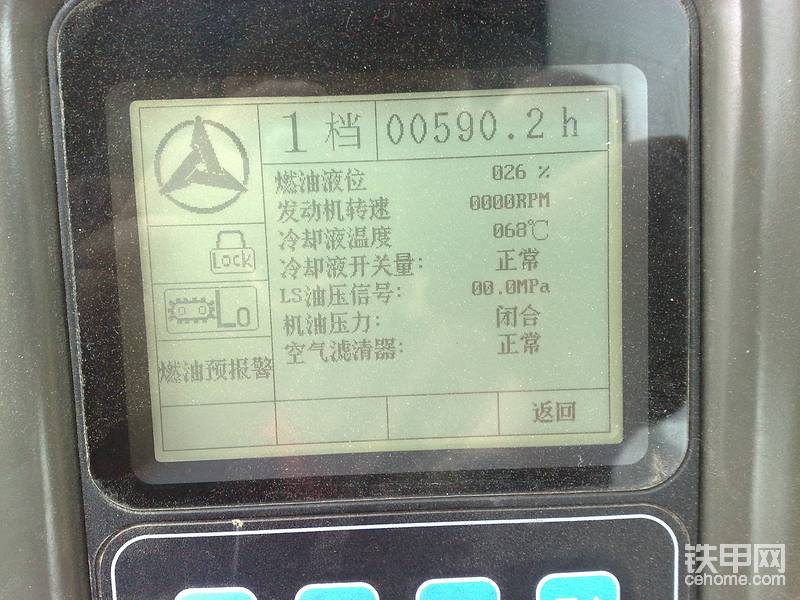 1 档 00590.2 h
燃油液位 026 %
发动机转速 0000RPM
冷却液温度 068℃
冷却液开关量: 正常
LS油压信号: 00.0MPa
机油压力: 闭合
空气滤清器: 正常
Lock
Lo
燃油预报警
返回
铁甲网
cehome.com